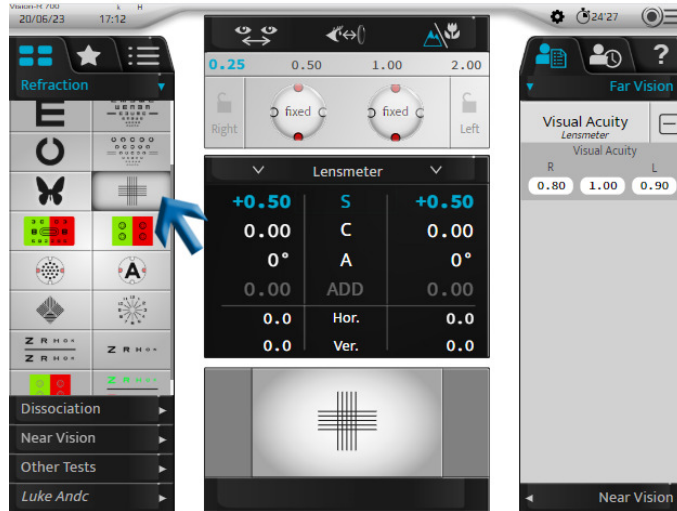 Vision-R 700 L H
20/06/23 17:12
24'27
Refraction
E
Z R H
Z R H
Z R H
A
Dissociation
Near Vision
Other Tests
Luke Andc
0.25 0.50 1.00 2.00
Right fixed fixed Left
Lensmeter
+0.50 S +0.50
0.00 C 0.00
0° A 0°
0.00 ADD 0.00
0.0 Hor. 0.0
0.0 Ver. 0.0
?
Far Vision
Visual Acuity
Lensmeter
Visual Acuity
R L
0.80 1.00 0.90
Near Vision